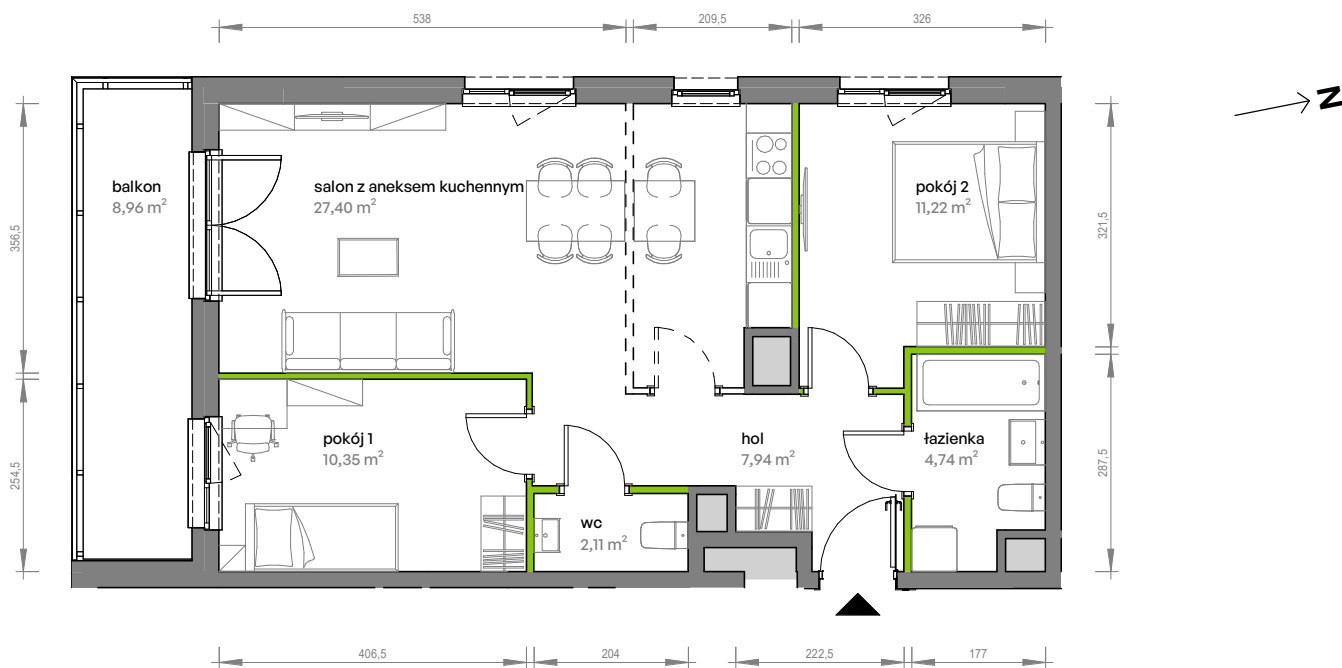 538
209,5
326
N
balkon
8,96 m²
salon z aneksem kuchennym
27,40 m²
pokój 2
11,22 m²
356,5
321,5
pokój 1
10,35 m²
hol
7,94 m²
łazienka
4,74 m²
254,5
287,5
wc
2,11 m²
406,5
204
222,5
177